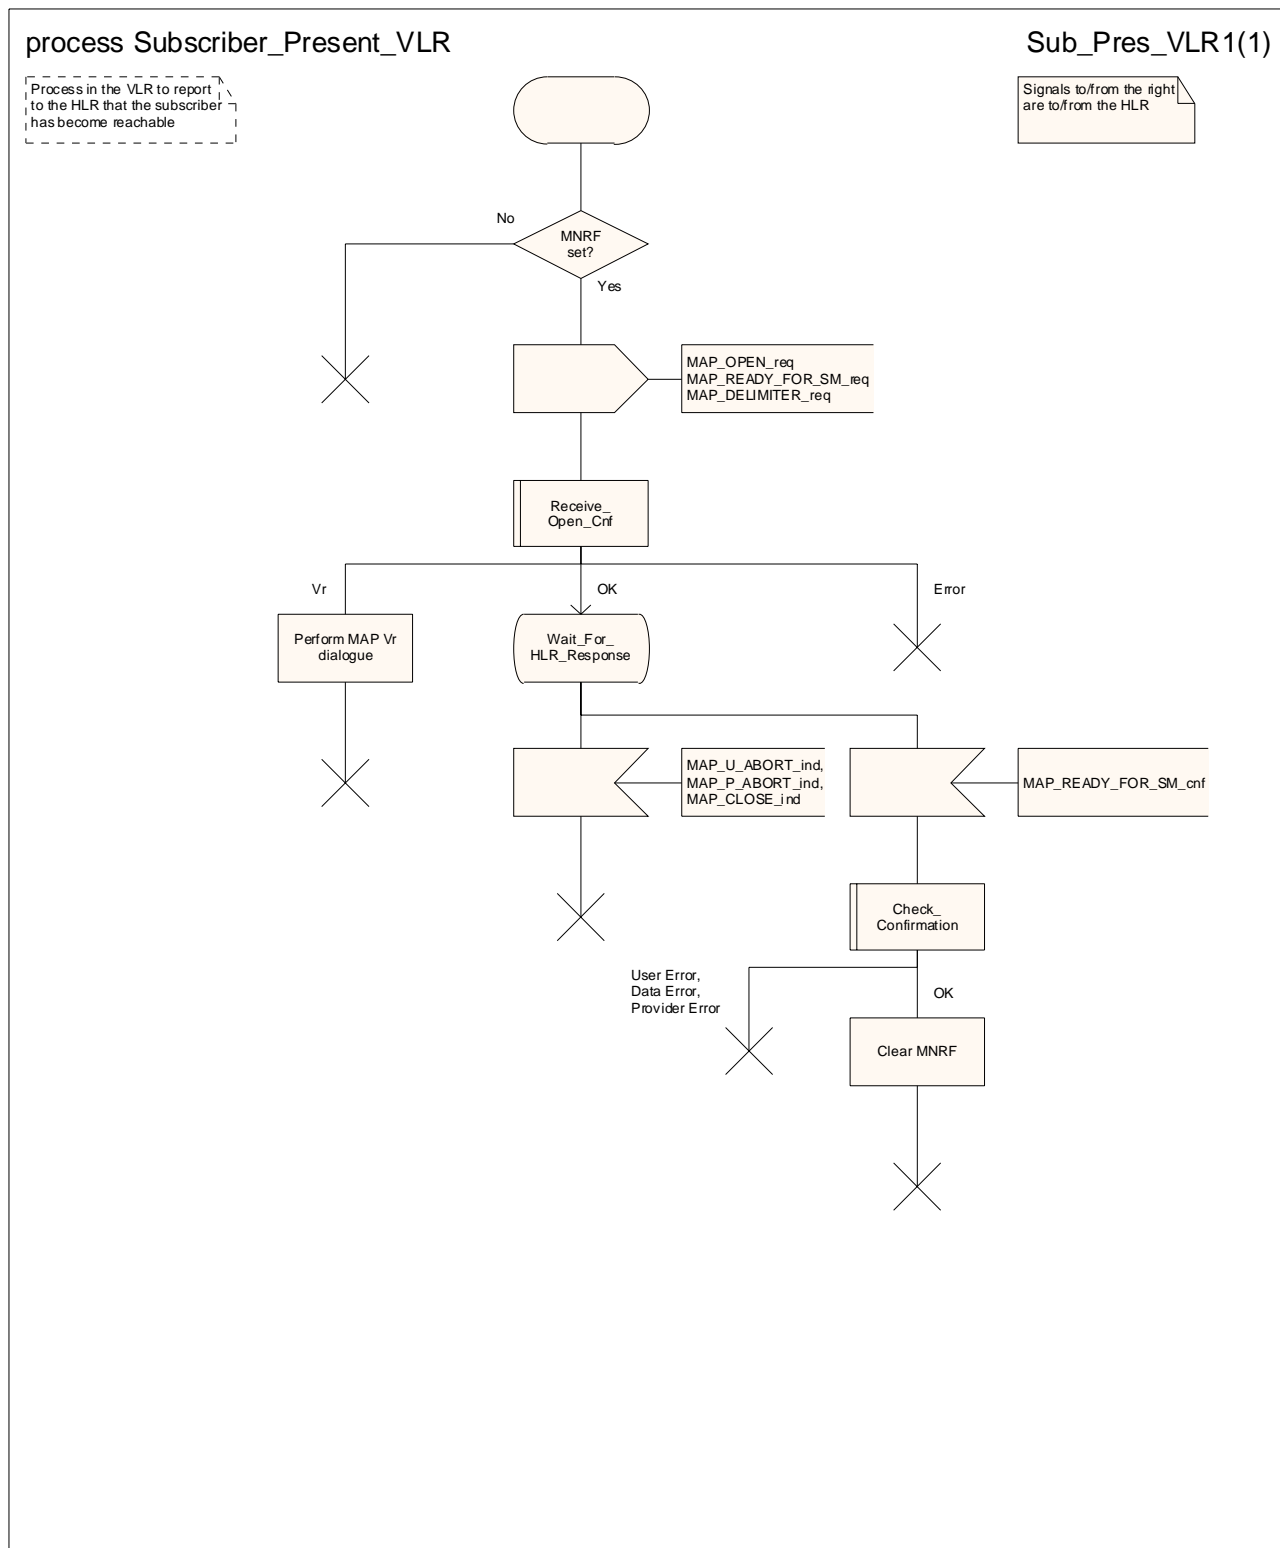 process Subscriber_Present_VLR
Sub_Pres_VLR1(1)
Process in the VLR to report
to the HLR that the subscriber
has become reachable
Signals to/from the right
are to/from the HLR
No
MNRF
set?
Yes
MAP_OPEN_req
MAP_READY_FOR_SM_req
MAP_DELIMITER_req
Receive_
Open_Cnf
Vr
OK
Error
Perform MAP Vr
dialogue
Wait_For_
HLR_Response
MAP_U_ABORT_ind,
MAP_P_ABORT_ind,
MAP_CLOSE_ind
MAP_READY_FOR_SM_cnf
Check_
Confirmation
User Error,
Data Error,
Provider Error
OK
Clear MNRF